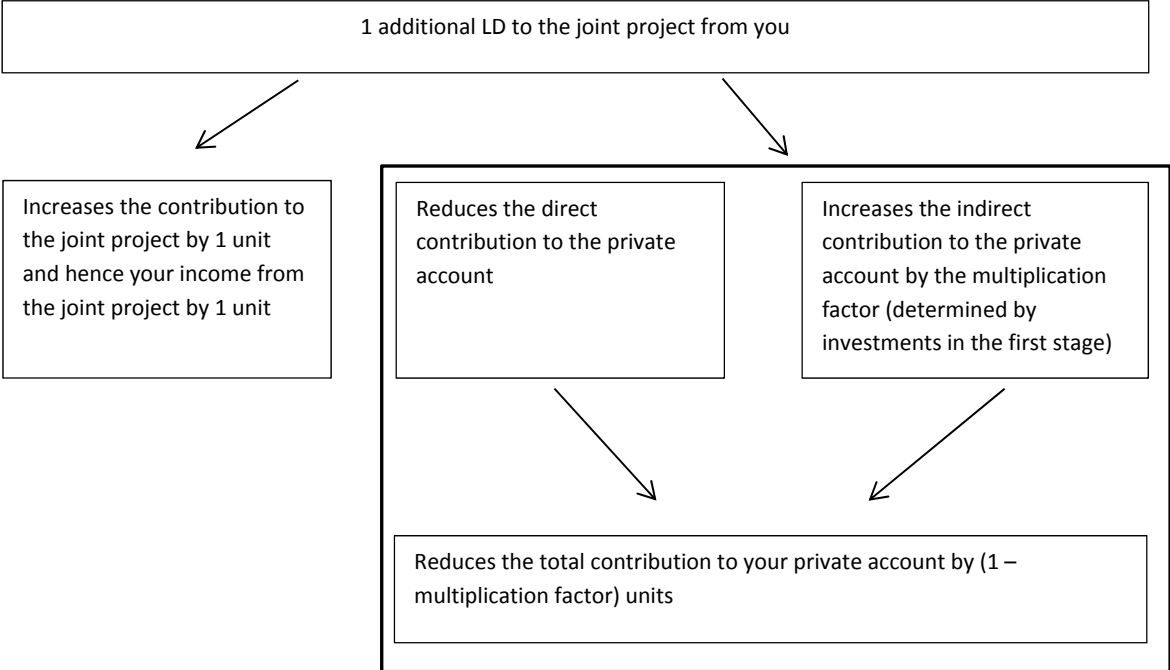 1 additional LD to the joint project from you
Increases the contribution to
the joint project by 1 unit
and hence your income from
the joint project by 1 unit
Reduces the direct
contribution to the private
account
Increases the indirect
contribution to the private
account by the multiplication
factor (determined by
investments in the first stage)
Reduces the total contribution to your private account by (1 –
multiplication factor) units